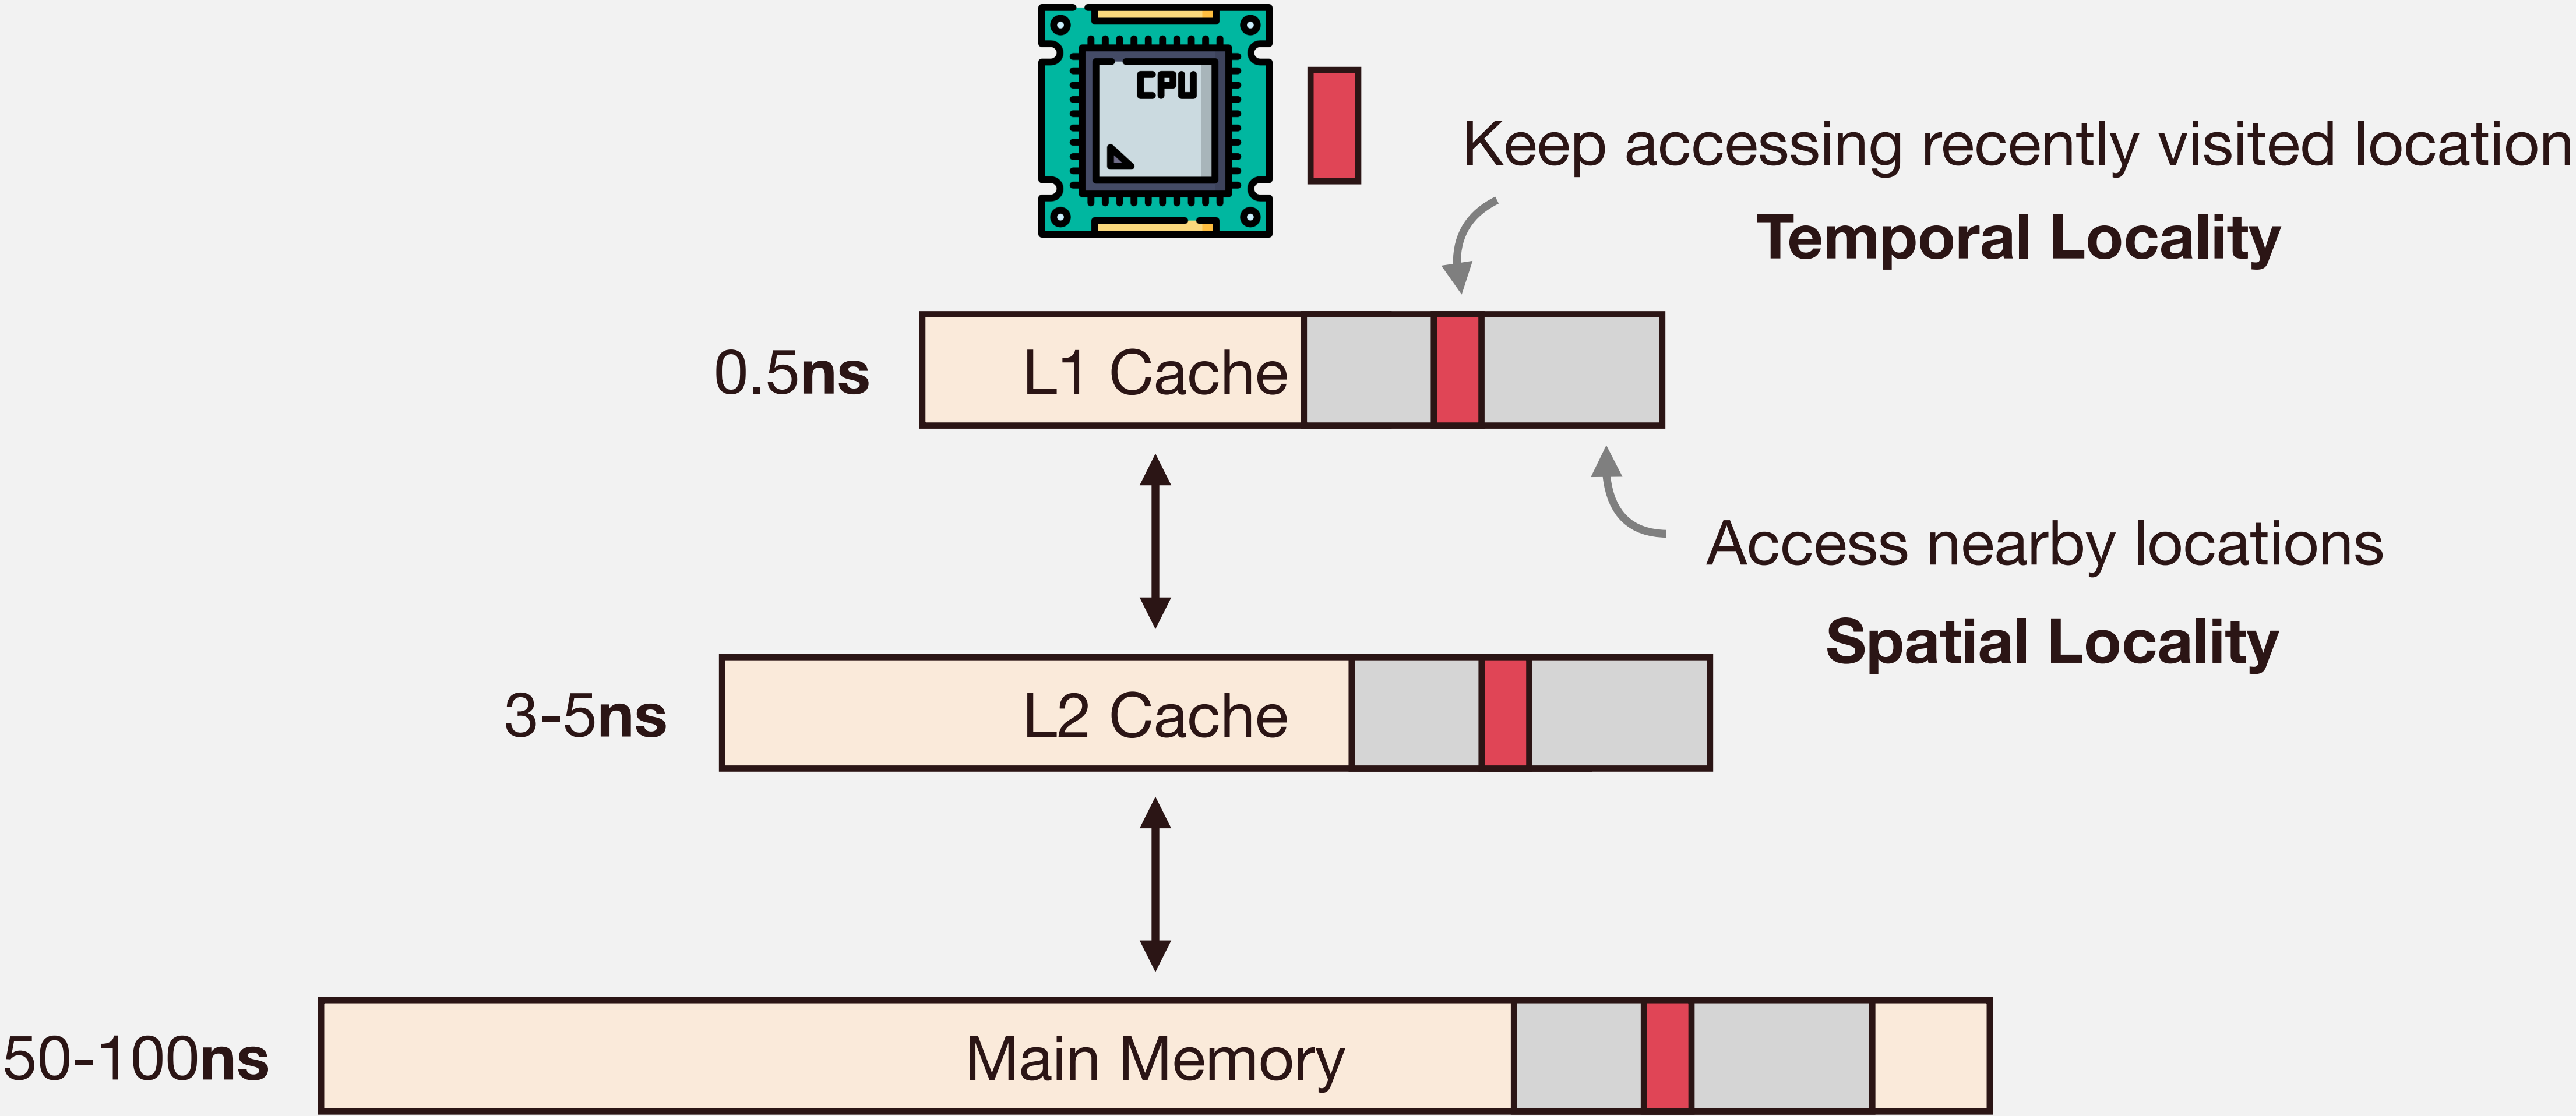 CPU
Keep accessing recently visited location
Temporal Locality
0.5ns
L1 Cache
Access nearby locations
Spatial Locality
3-5ns
L2 Cache
50-100ns
Main Memory